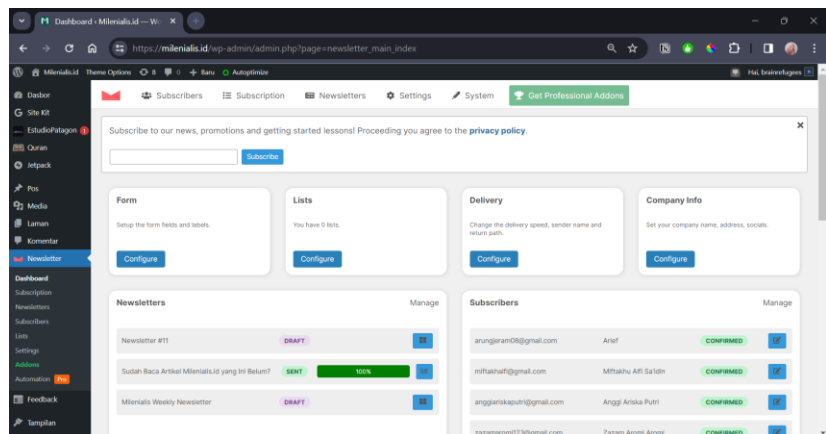 Dashboard ‹ Milenialis.id — Wo
https://milenialis.id/wp-admin/admin.php?page=newsletter_main_index
Milenialis.id Theme Options 8 0 + Baru Autoptimize Hai, brainrefugees
Dasbor
Site Kit
EstudioPatagon 1
Quran
Jetpack
Pos
Media
Laman
Komentar
Newsletter
Dashboard
Subscription
Newsletters
Subscribers
Lists
Settings
Addons
Automation Pro
Feedback
Tampilan
Subscribers Subscription Newsletters Settings System Get Professional Addons
Subscribe to our news, promotions and getting started lessons! Proceeding you agree to the privacy policy.
Subscribe
Form
Setup the form fields and labels.
Configure
Lists
You have 0 lists.
Configure
Delivery
Change the delivery speed, sender name and
return path.
Configure
Company Info
Set your company name, address, socials.
Configure
Newsletters Manage
Newsletter #11 DRAFT
Sudah Baca Artikel Milenialis.id yang Ini Belum? SENT 100%
Milenialis Weekly Newsletter DRAFT
Subscribers Manage
arungjeram08@gmail.com Arief CONFIRMED
miftakhalfi@gmail.com Miftakhu Alfi Sa'idin CONFIRMED
anggiariskaputri@gmail.com Anggi Ariska Putri CONFIRMED
Zazam Aromi Aromi CONFIRMED